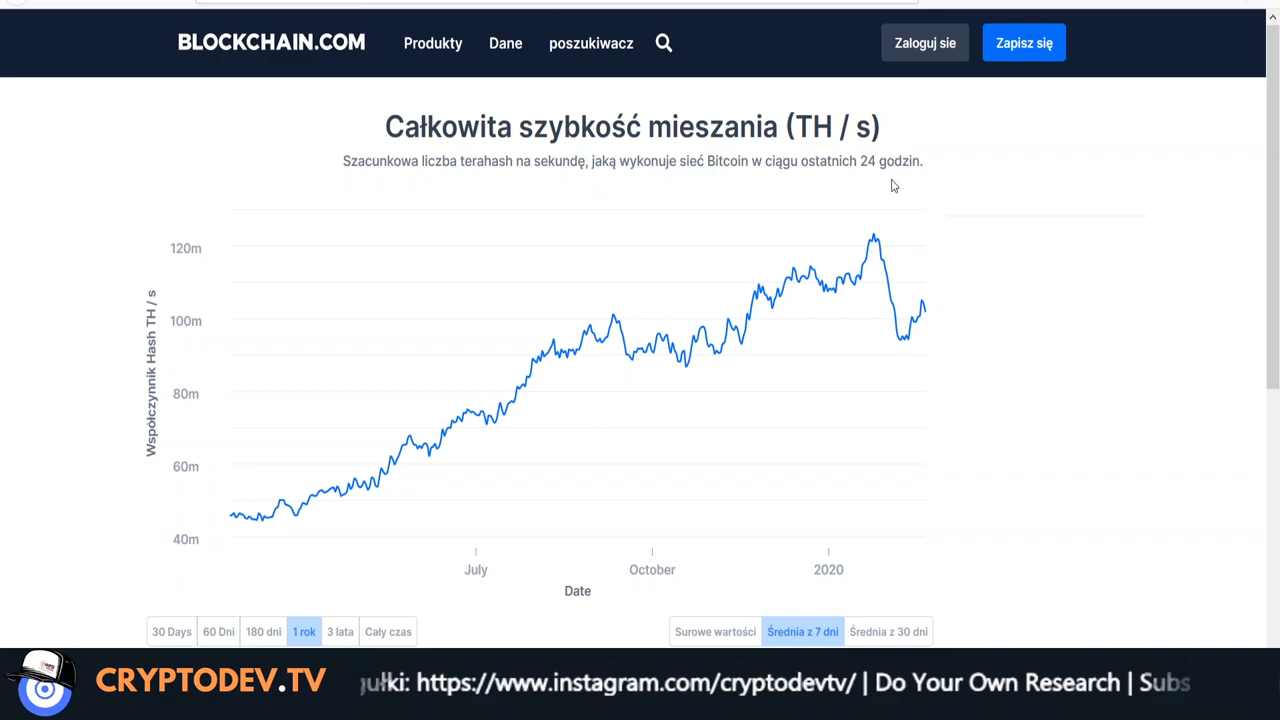 BLOCKCHAIN.COM Produkty Dane poszukiwacz Zaloguj sie Zapisz się
Całkowita szybkość mieszania (TH / s)
Szacunkowa liczba terahash na sekundę, jaką wykonuje sieć Bitcoin w ciągu ostatnich 24 godzin.
Współczynnik Hash TH / s
120m
100m
80m
60m
40m
July October 2020
Date
30 Days 60 Dni 180 dni 1 rok 3 lata Cały czas Surowe wartości Średnia z 7 dni Średnia z 30 dni
CRYPTODEV.TV https://www.instagram.com/cryptodevtv/ | Do Your Own Research | Subs